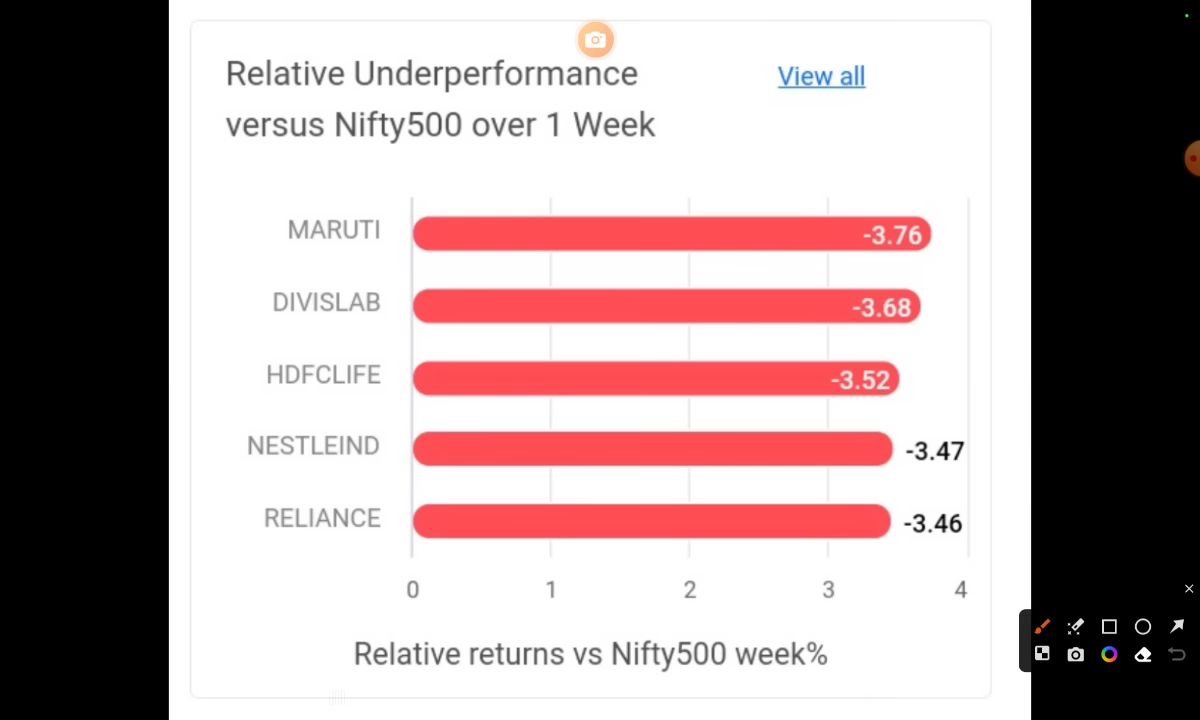 Relative Underperformance
versus Nifty500 over 1 Week
View all
MARUTI
-3.76
DIVISLAB
-3.68
HDFCLIFE
-3.52
NESTLEIND
-3.47
RELIANCE
-3.46
0 1 2 3 4
Relative returns vs Nifty500 week%